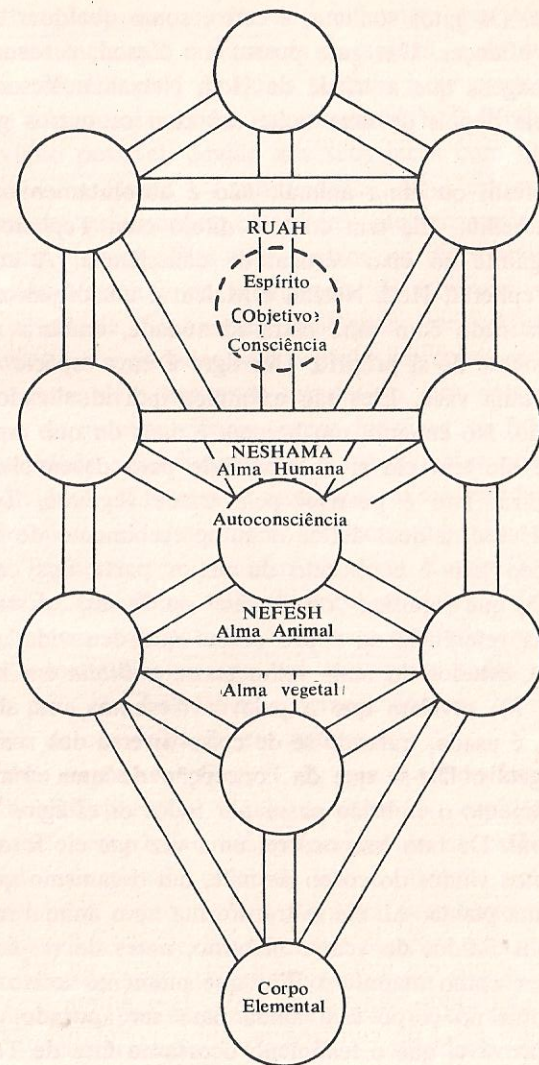 RUAH
Espírito
(Objetivo)
Consciência
NESHAMA
Alma Humana
Autoconsciência
NEFESH
Alma Animal
Alma vegetal
Corpo
Elemental